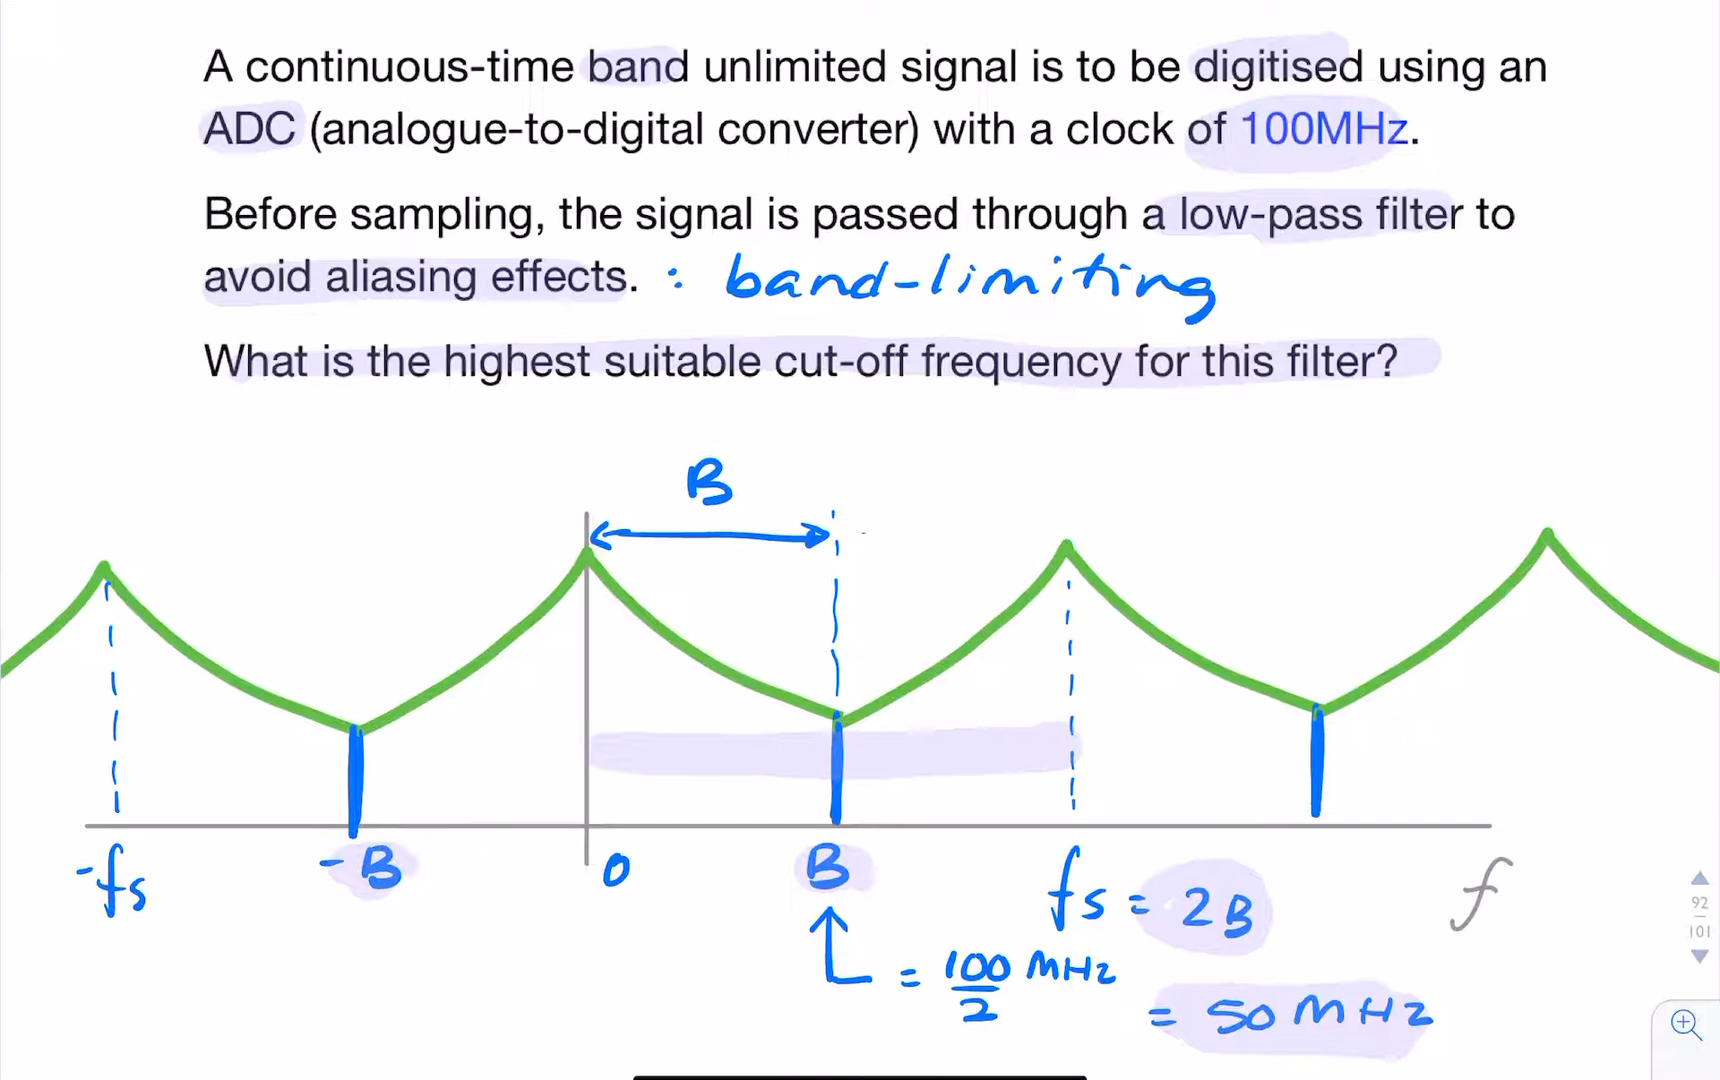 A continuous-time band unlimited signal is to be digitised using an
ADC (analogue-to-digital converter) with a clock of 100MHz.
Before sampling, the signal is passed through a low-pass filter to
avoid aliasing effects. : band-limiting
What is the highest suitable cut-off frequency for this filter?
B
-fs -B 0 B fs = 2B f
= 100/2 MHz
= 50 MHz
92
101